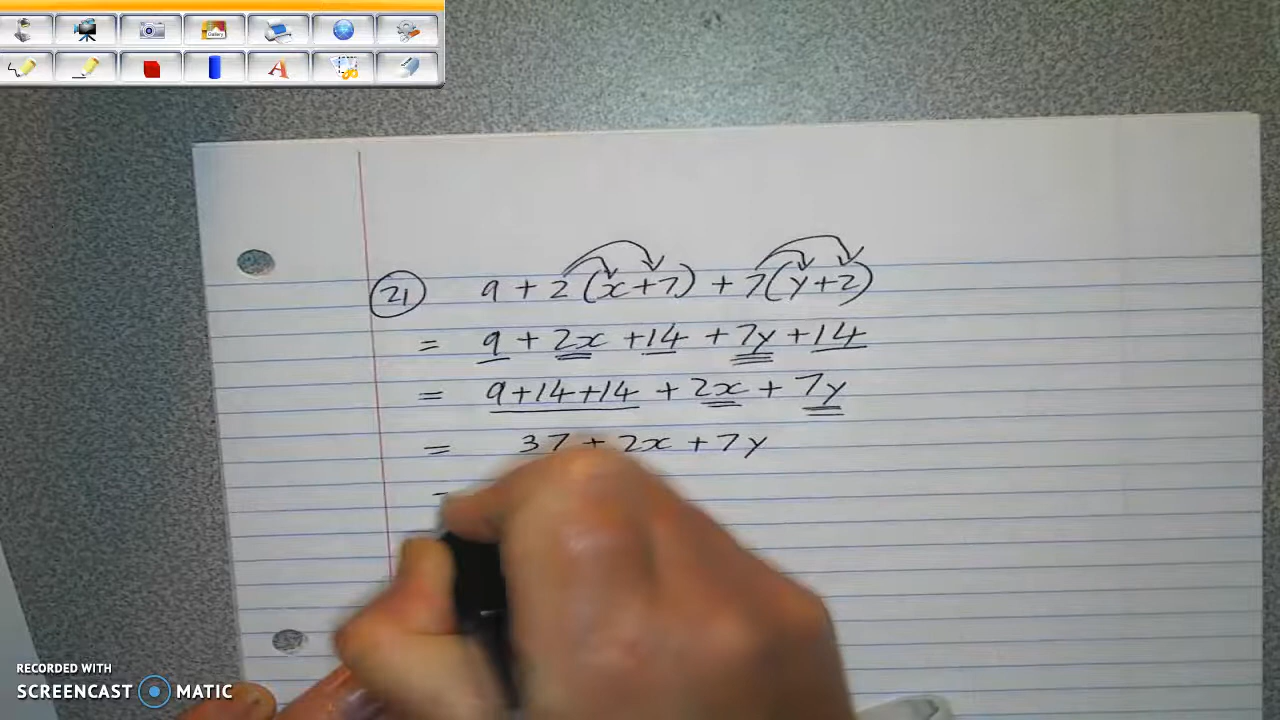 21 9 + 2(x+7) + 7(y+2)
= 9 + 2x +14 + 7y +14
= 9+14+14 + 2x + 7y
= 37 + 2x + 7y
RECORDED WITH
SCREENCAST MATIC